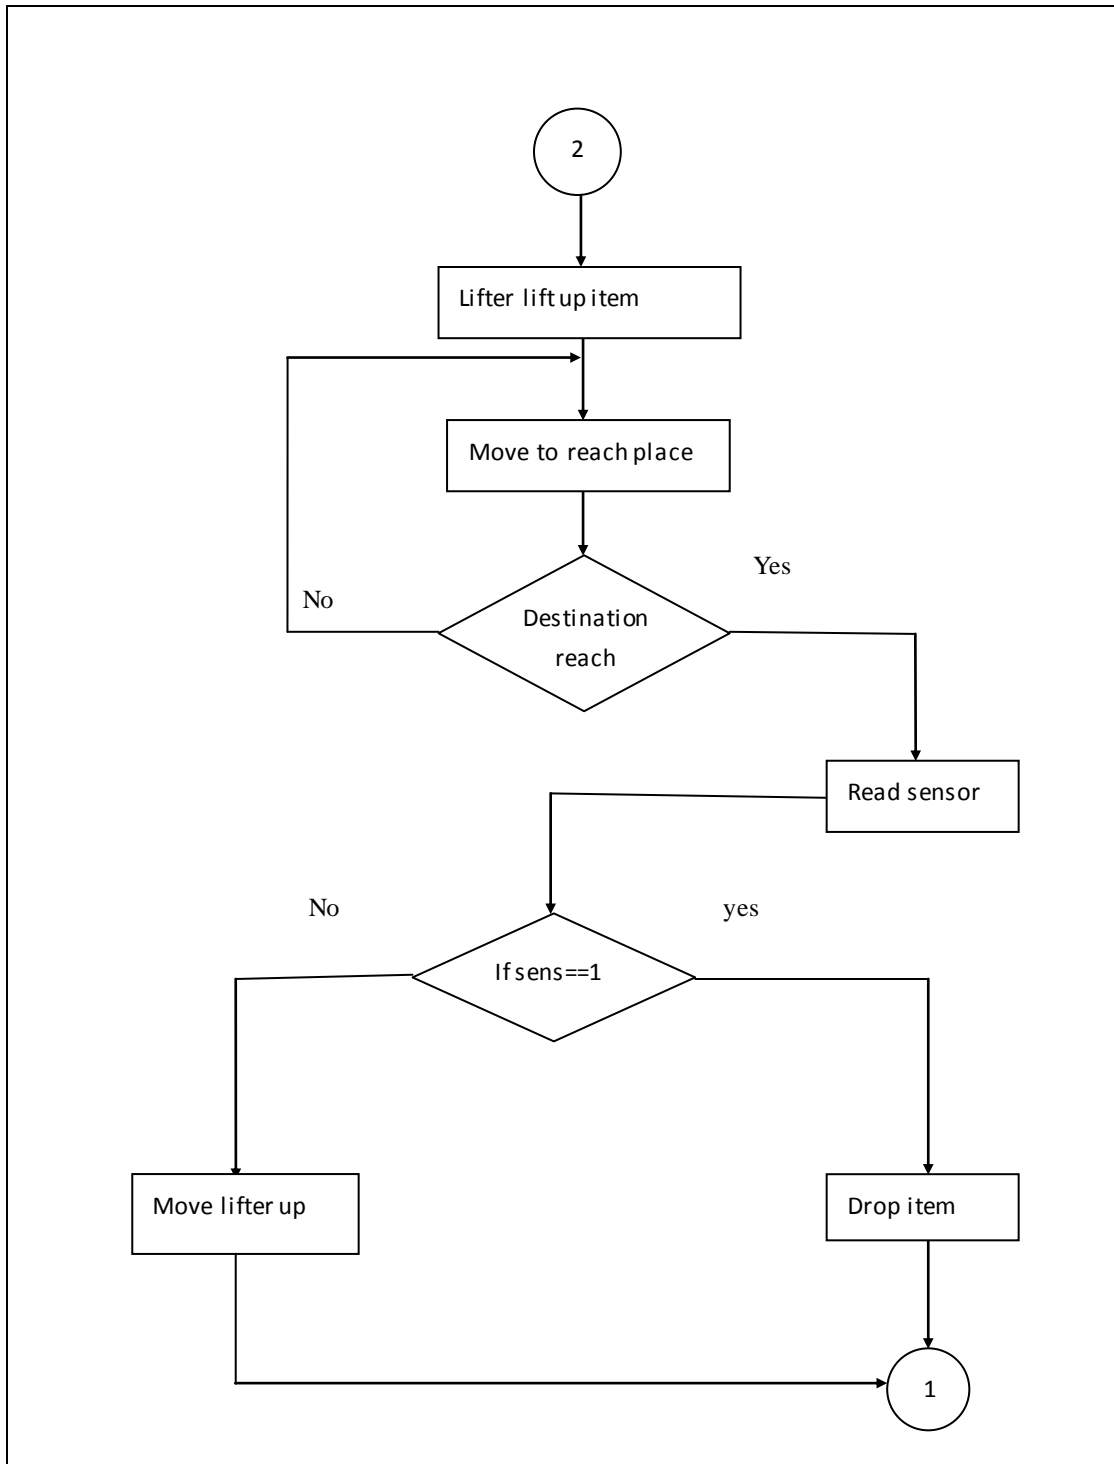 2
Lifter lift up item
Move to reach place
Yes
No
Destination
reach
Read sensor
No
yes
If sens==1
Move lifter up
Drop item
1